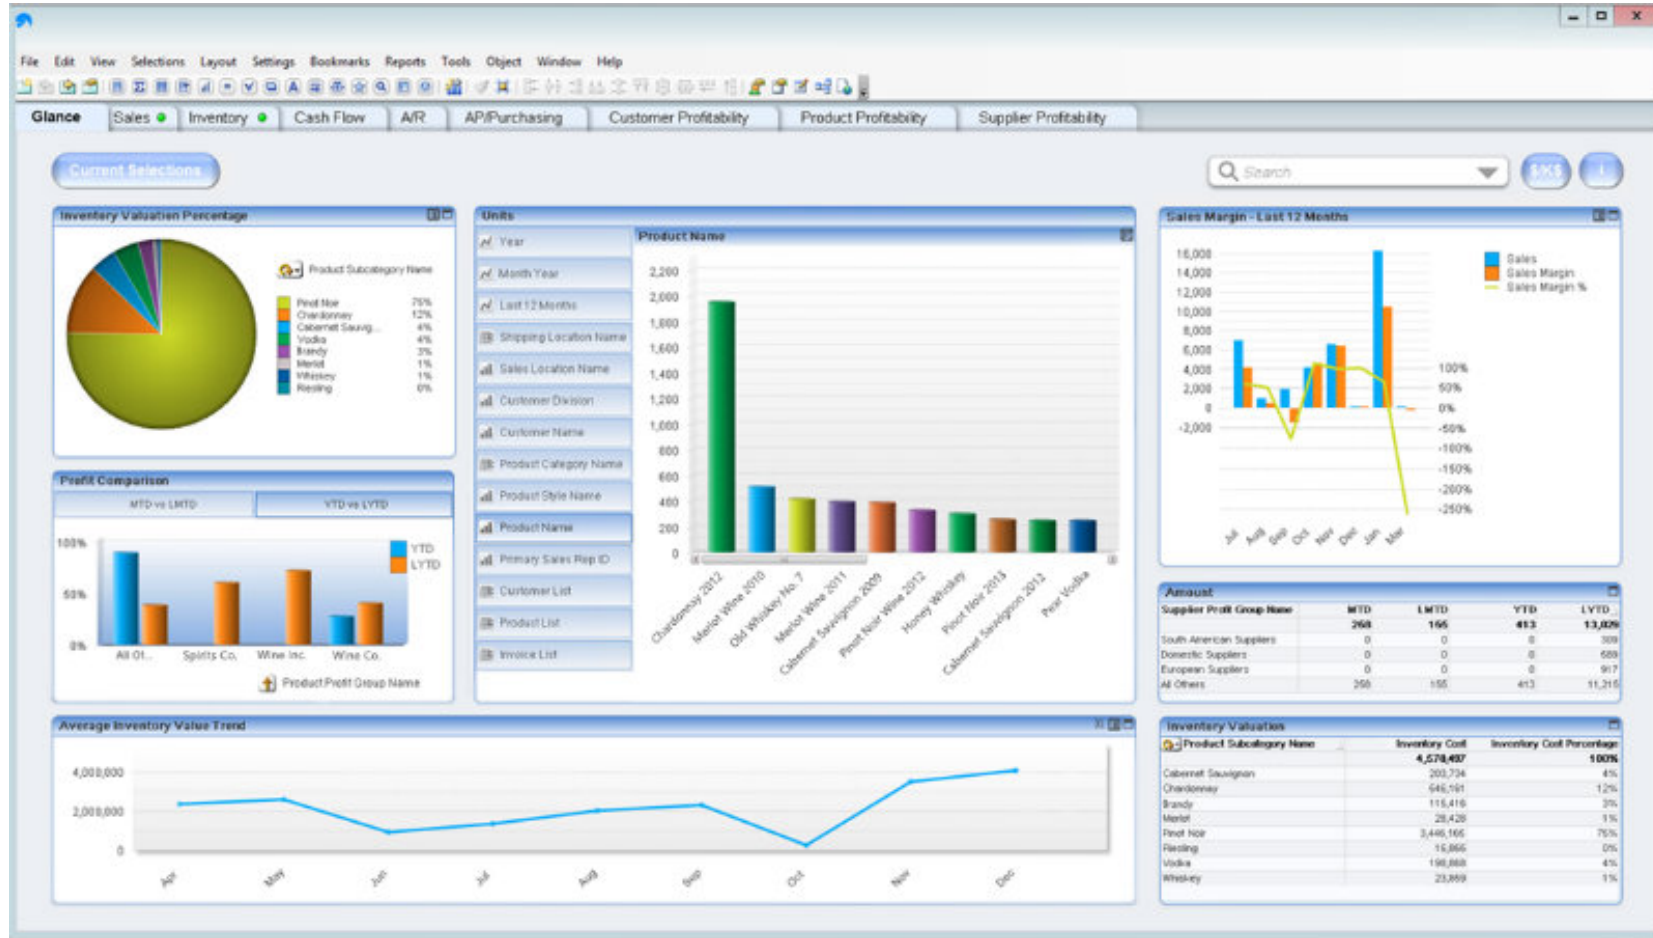 File Edit View Selections Layout Settings Bookmarks Reports Tools Object Window Help
Glance Sales Inventory Cash Flow A/R AP/Purchasing Customer Profitability Product Profitability Supplier Profitability
Current Selections
Search
$/K$
i
Inventory Valuation Percentage
Product Subcategory Name
Pinot Noir 75%
Chardonnay 12%
Cabernet Sauvig... 4%
Vodka 4%
Brandy 3%
Merlot 1%
Whiskey 1%
Riesling 0%
Profit Comparison
MTD vs LMTD YTD vs LYTD
100%
50%
0%
YTD
LYTD
All Ot... Spirits Co. Wine Inc. Wine Co.
Product Profit Group Name
Units
Year
Month Year
Last 12 Months
Shipping Location Name
Sales Location Name
Customer Division
Customer Name
Product Category Name
Product Style Name
Product Name
Primary Sales Rep ID
Customer List
Product List
Invoice List
Product Name
2,200
2,000
1,800
1,600
1,400
1,200
1,000
800
600
400
200
0
Chardonnay 2012
Merlot Wine 2010
Old Whiskey No. 7
Merlot Wine 2011
Cabernet Sauvignon 2009
Pinot Noir Wine 2012
Honey Whiskey
Pinot Noir 2013
Cabernet Sauvignon 2012
Pear Vodka
Sales Margin - Last 12 Months
16,000
14,000
12,000
10,000
8,000
6,000
4,000
2,000
0
-2,000
Sales
Sales Margin
Sales Margin %
100%
50%
0%
-50%
-100%
-150%
-200%
-250%
Jul Aug Sep Oct Nov Dec Jan Mar
Amount
Supplier Profit Group Name MTD LMTD YTD LYTD
268 155 413 13,029
South American Suppliers 0 0 0 309
Domestic Suppliers 0 0 0 589
European Suppliers 0 0 0 917
All Others 258 155 413 11,215
Average Inventory Value Trend
4,000,000
2,000,000
0
Apr May Jun Jul Aug Sep Oct Nov Dec
Inventory Valuation
Product Subcategory Name Inventory Cost Inventory Cost Percentage
4,578,497 100%
Cabernet Sauvignon 203,734 4%
Chardonnay 545,161 12%
Brandy 115,416 3%
Merlot 28,428 1%
Pinot Noir 3,446,165 75%
Riesling 15,866 0%
Vodka 198,868 4%
Whiskey 23,859 1%